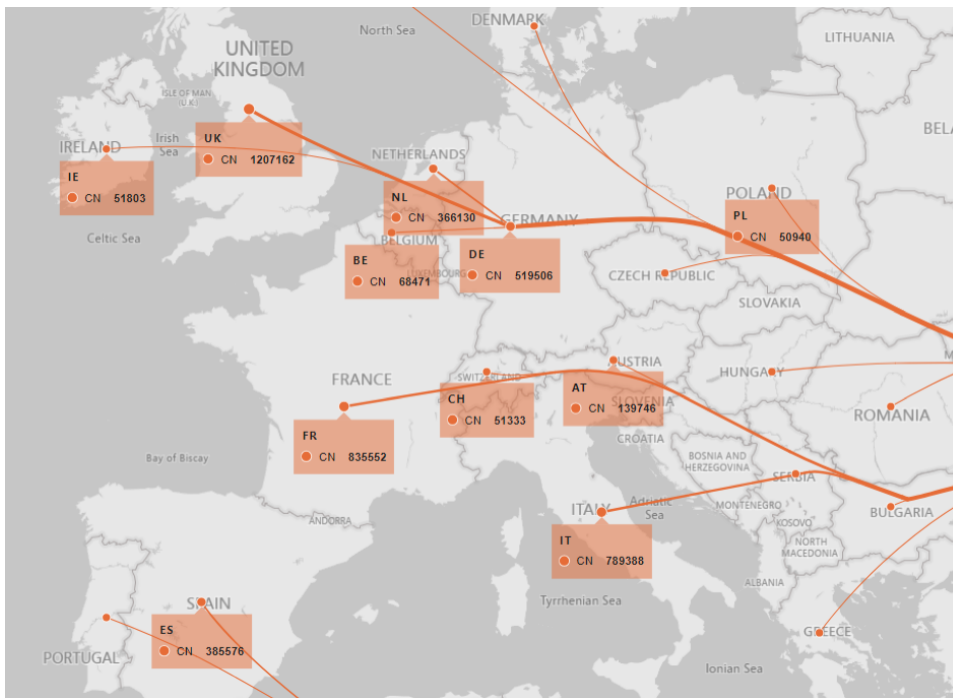 North Sea
DENMARK
LITHUANIA
UNITED
KINGDOM
ISLE OF MAN
(U.K.)
IRELAND
Irish
Sea
UK
CN 1207162
NETHERLANDS
IE
CN 51803
NL
CN 366130
GERMANY
POLAND
PL
CN 50940
Celtic Sea
BELGIUM
BE
CN 68471
LUXEMBOURG
DE
CN 519506
CZECH REPUBLIC
SLOVAKIA
FRANCE
SWITZERLAND
USTRIA
HUNGARY
CH
CN 51333
AT
CN 139746
SLOVENIA
CROATIA
ROMANIA
FR
CN 835552
Bay of Biscay
BOSNIA AND
HERZEGOVINA
SERBIA
ANDORRA
ITALY
Adriatic
Sea
MONTENEGRO
KOSOVO
BULGARIA
IT
CN 789388
NORTH
MACEDONIA
ALBANIA
Tyrrhenian Sea
SPAIN
ES
CN 385576
PORTUGAL
GREECE
Ionian Sea
BELA
M